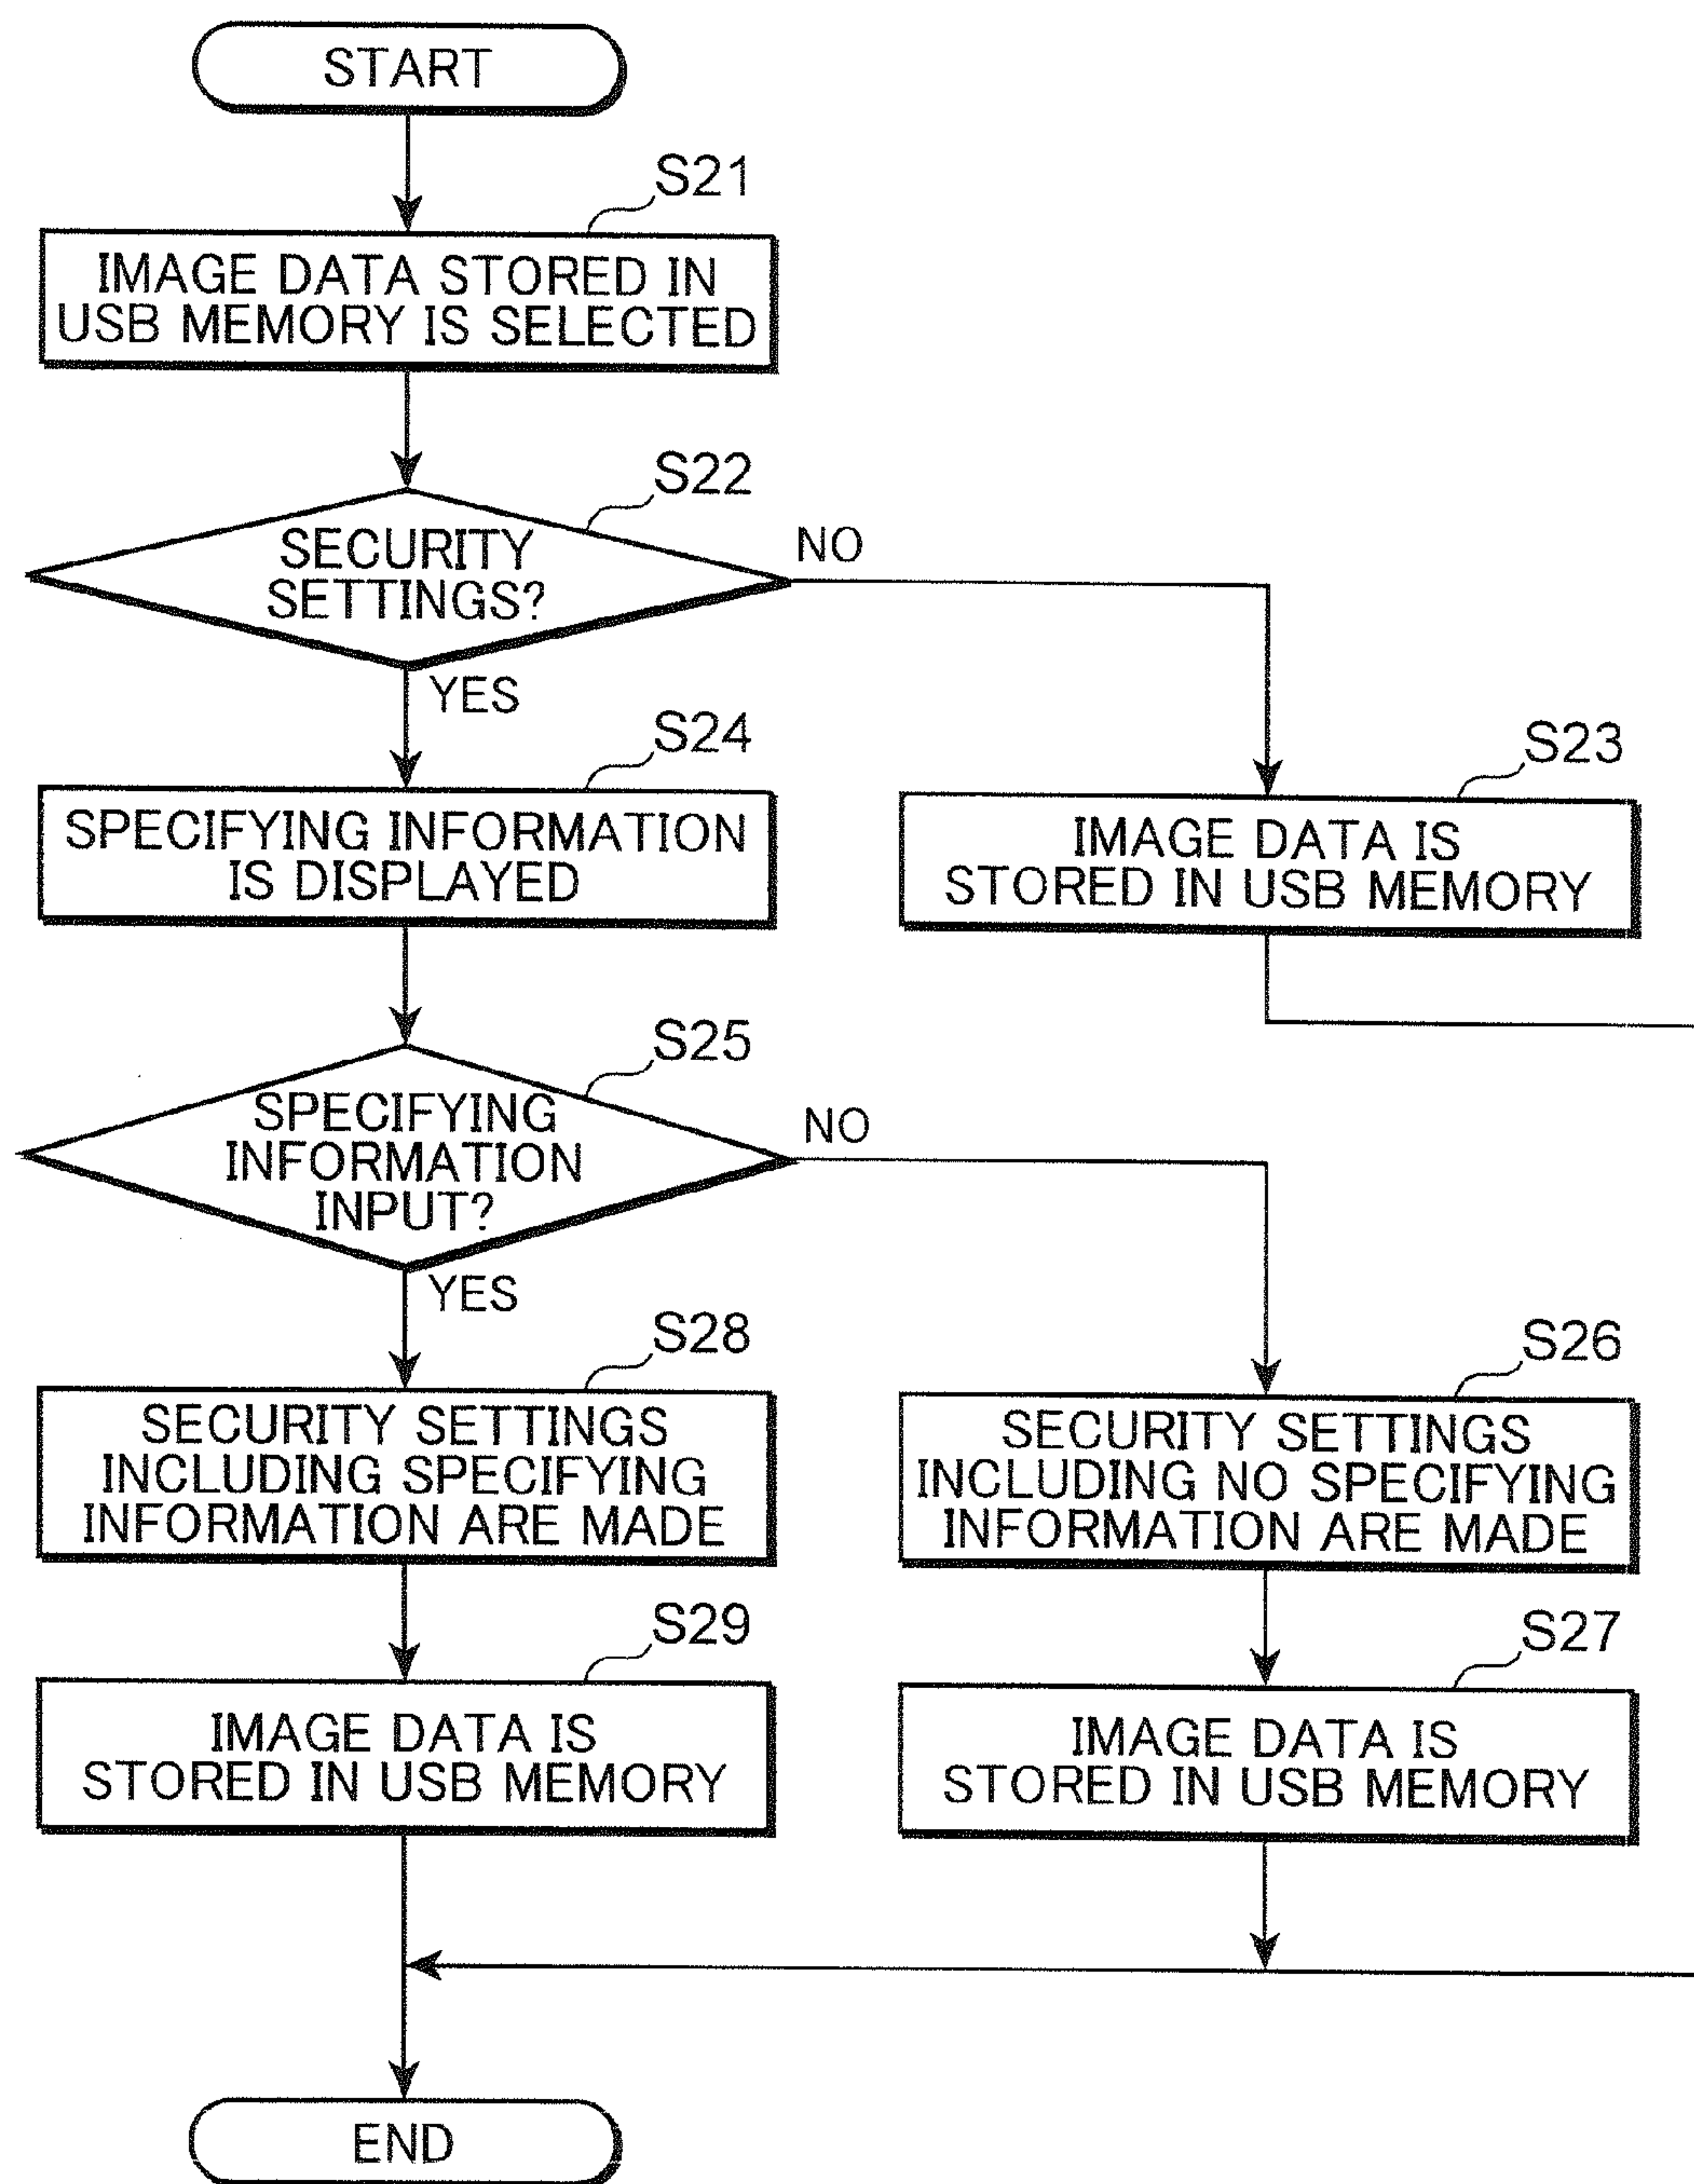 START
S21
IMAGE DATA STORED IN
USB MEMORY IS SELECTED
S22
SECURITY
SETTINGS?
NO
YES
S24
SPECIFYING INFORMATION
IS DISPLAYED
S23
IMAGE DATA IS
STORED IN USB MEMORY
S25
SPECIFYING
INFORMATION
INPUT?
NO
YES
S28
SECURITY SETTINGS
INCLUDING SPECIFYING
INFORMATION ARE MADE
S26
SECURITY SETTINGS
INCLUDING NO SPECIFYING
INFORMATION ARE MADE
S29
IMAGE DATA IS
STORED IN USB MEMORY
S27
IMAGE DATA IS
STORED IN USB MEMORY
END